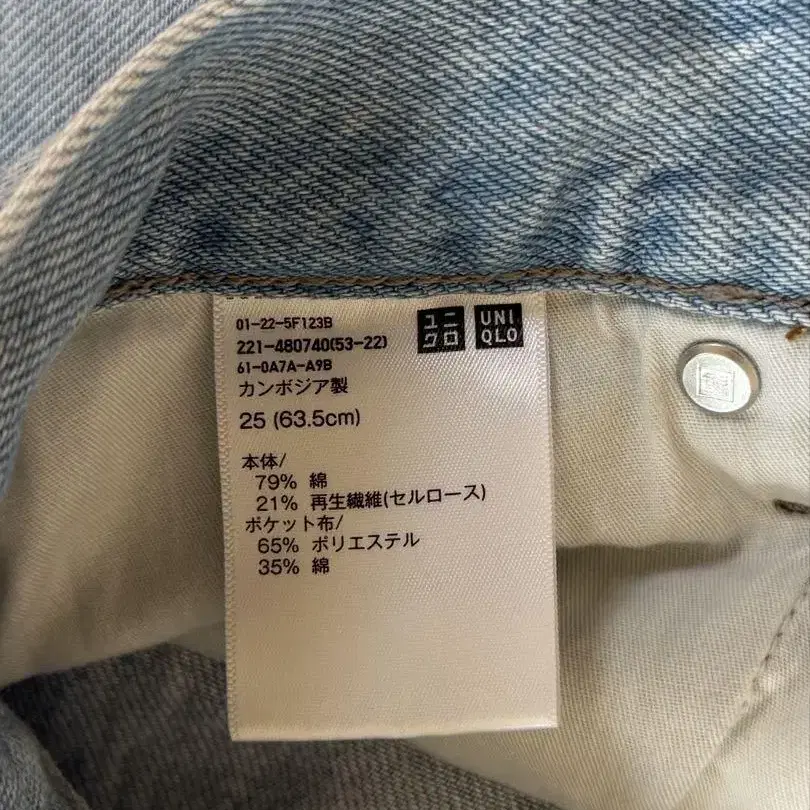 01-22-5F123B
221-480740(53-22)
61-0A7A-A9B
ユニクロ
UNIQLO
カンボジア製
25 (63.5cm)
本体/
79% 綿
21% 再生繊維(セルロース)
ポケット布/
65% ポリエステル
35% 綿